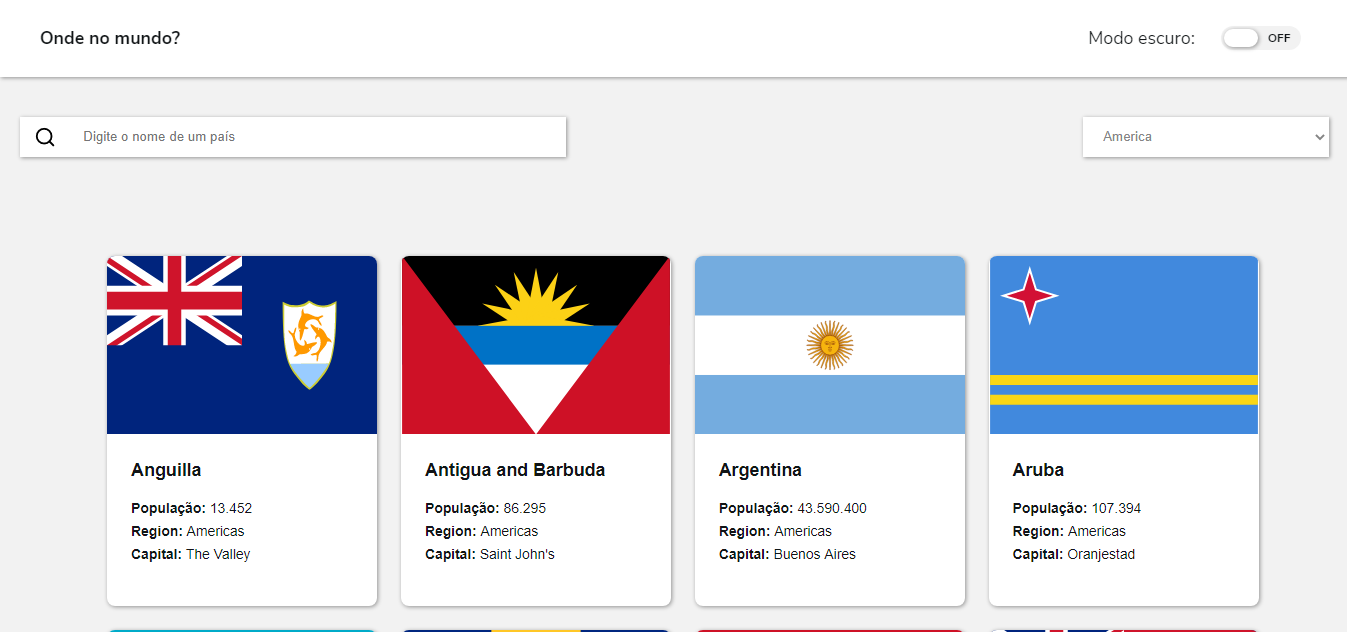 Onde no mundo?
Modo escuro: OFF
Digite o nome de um país
America
Anguilla
População: 13.452
Region: Americas
Capital: The Valley
Antigua and Barbuda
População: 86.295
Region: Americas
Capital: Saint John's
Argentina
População: 43.590.400
Region: Americas
Capital: Buenos Aires
Aruba
População: 107.394
Region: Americas
Capital: Oranjestad